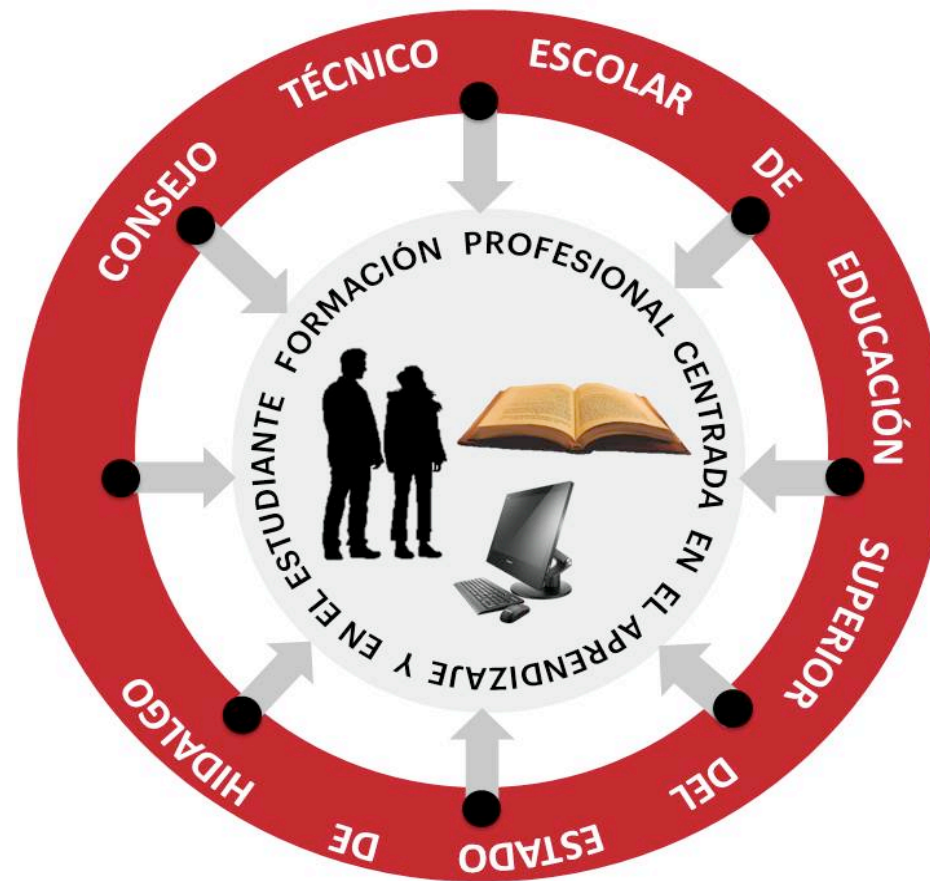 CONSEJO TÉCNICO ESCOLAR DE EDUCACIÓN SUPERIOR DEL ESTADO DE HIDALGO
FORMACIÓN PROFESIONAL CENTRADA EN EL APRENDIZAJE Y EN EL ESTUDIANTE